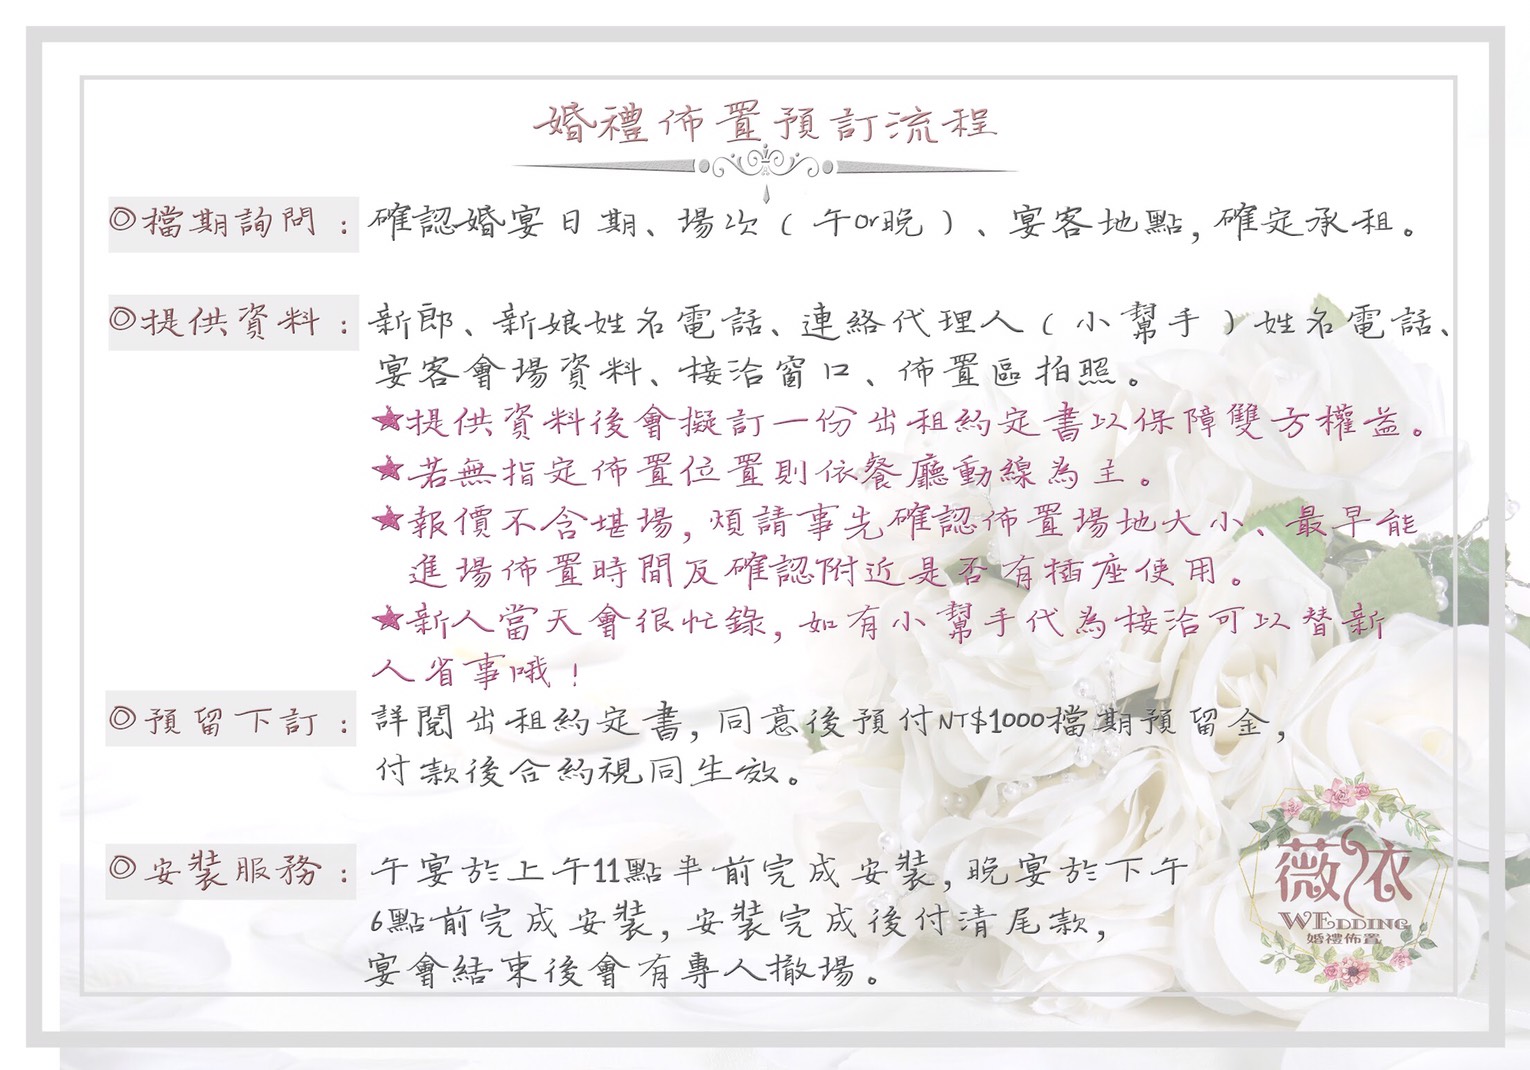 婚禮佈置預訂流程
◎檔期詢問：確認婚宴日期、場次（午or晚）、宴客地點,確定承租。
◎提供資料：新郎、新娘姓名電話、連絡代理人（小幫手）姓名電話、
宴客會場資料、接洽窗口、佈置區拍照。
★提供資料後會擬訂一份出租約定書以保障雙方權益。
★若無指定佈置位置則依餐廳動線為主。
★報價不含堪場,煩請事先確認佈置場地大小、最早能
進場佈置時間及確認附近是否有插座使用。
★新人當天會很忙錄,如有小幫手代為接洽可以替新
人省事哦！
◎預留下訂：詳閱出租約定書,同意後預付NT$1000檔期預留金,
付款後合約視同生效。
◎安裝服務：午宴於上午11點半前完成安裝,晚宴於下午
6點前完成安裝,安裝完成後付清尾款,
宴會結束後會有專人撤場。
薇依
WEDDING
婚禮佈置